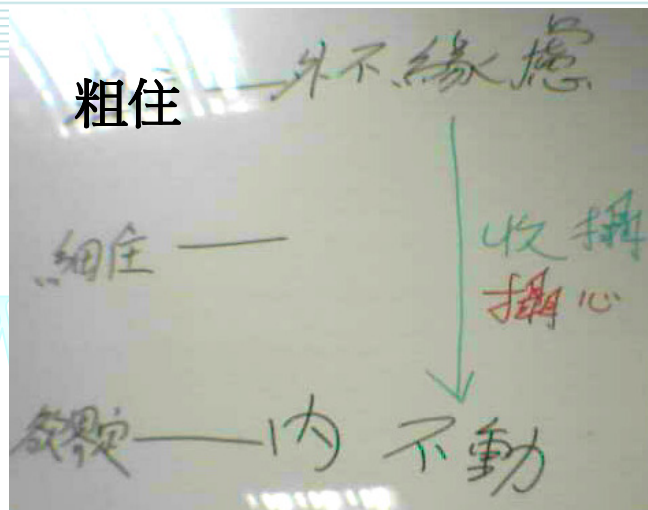 粗住 — 外不緣慮
細住 —
收攝
攝心
欲界定 — 內 不動